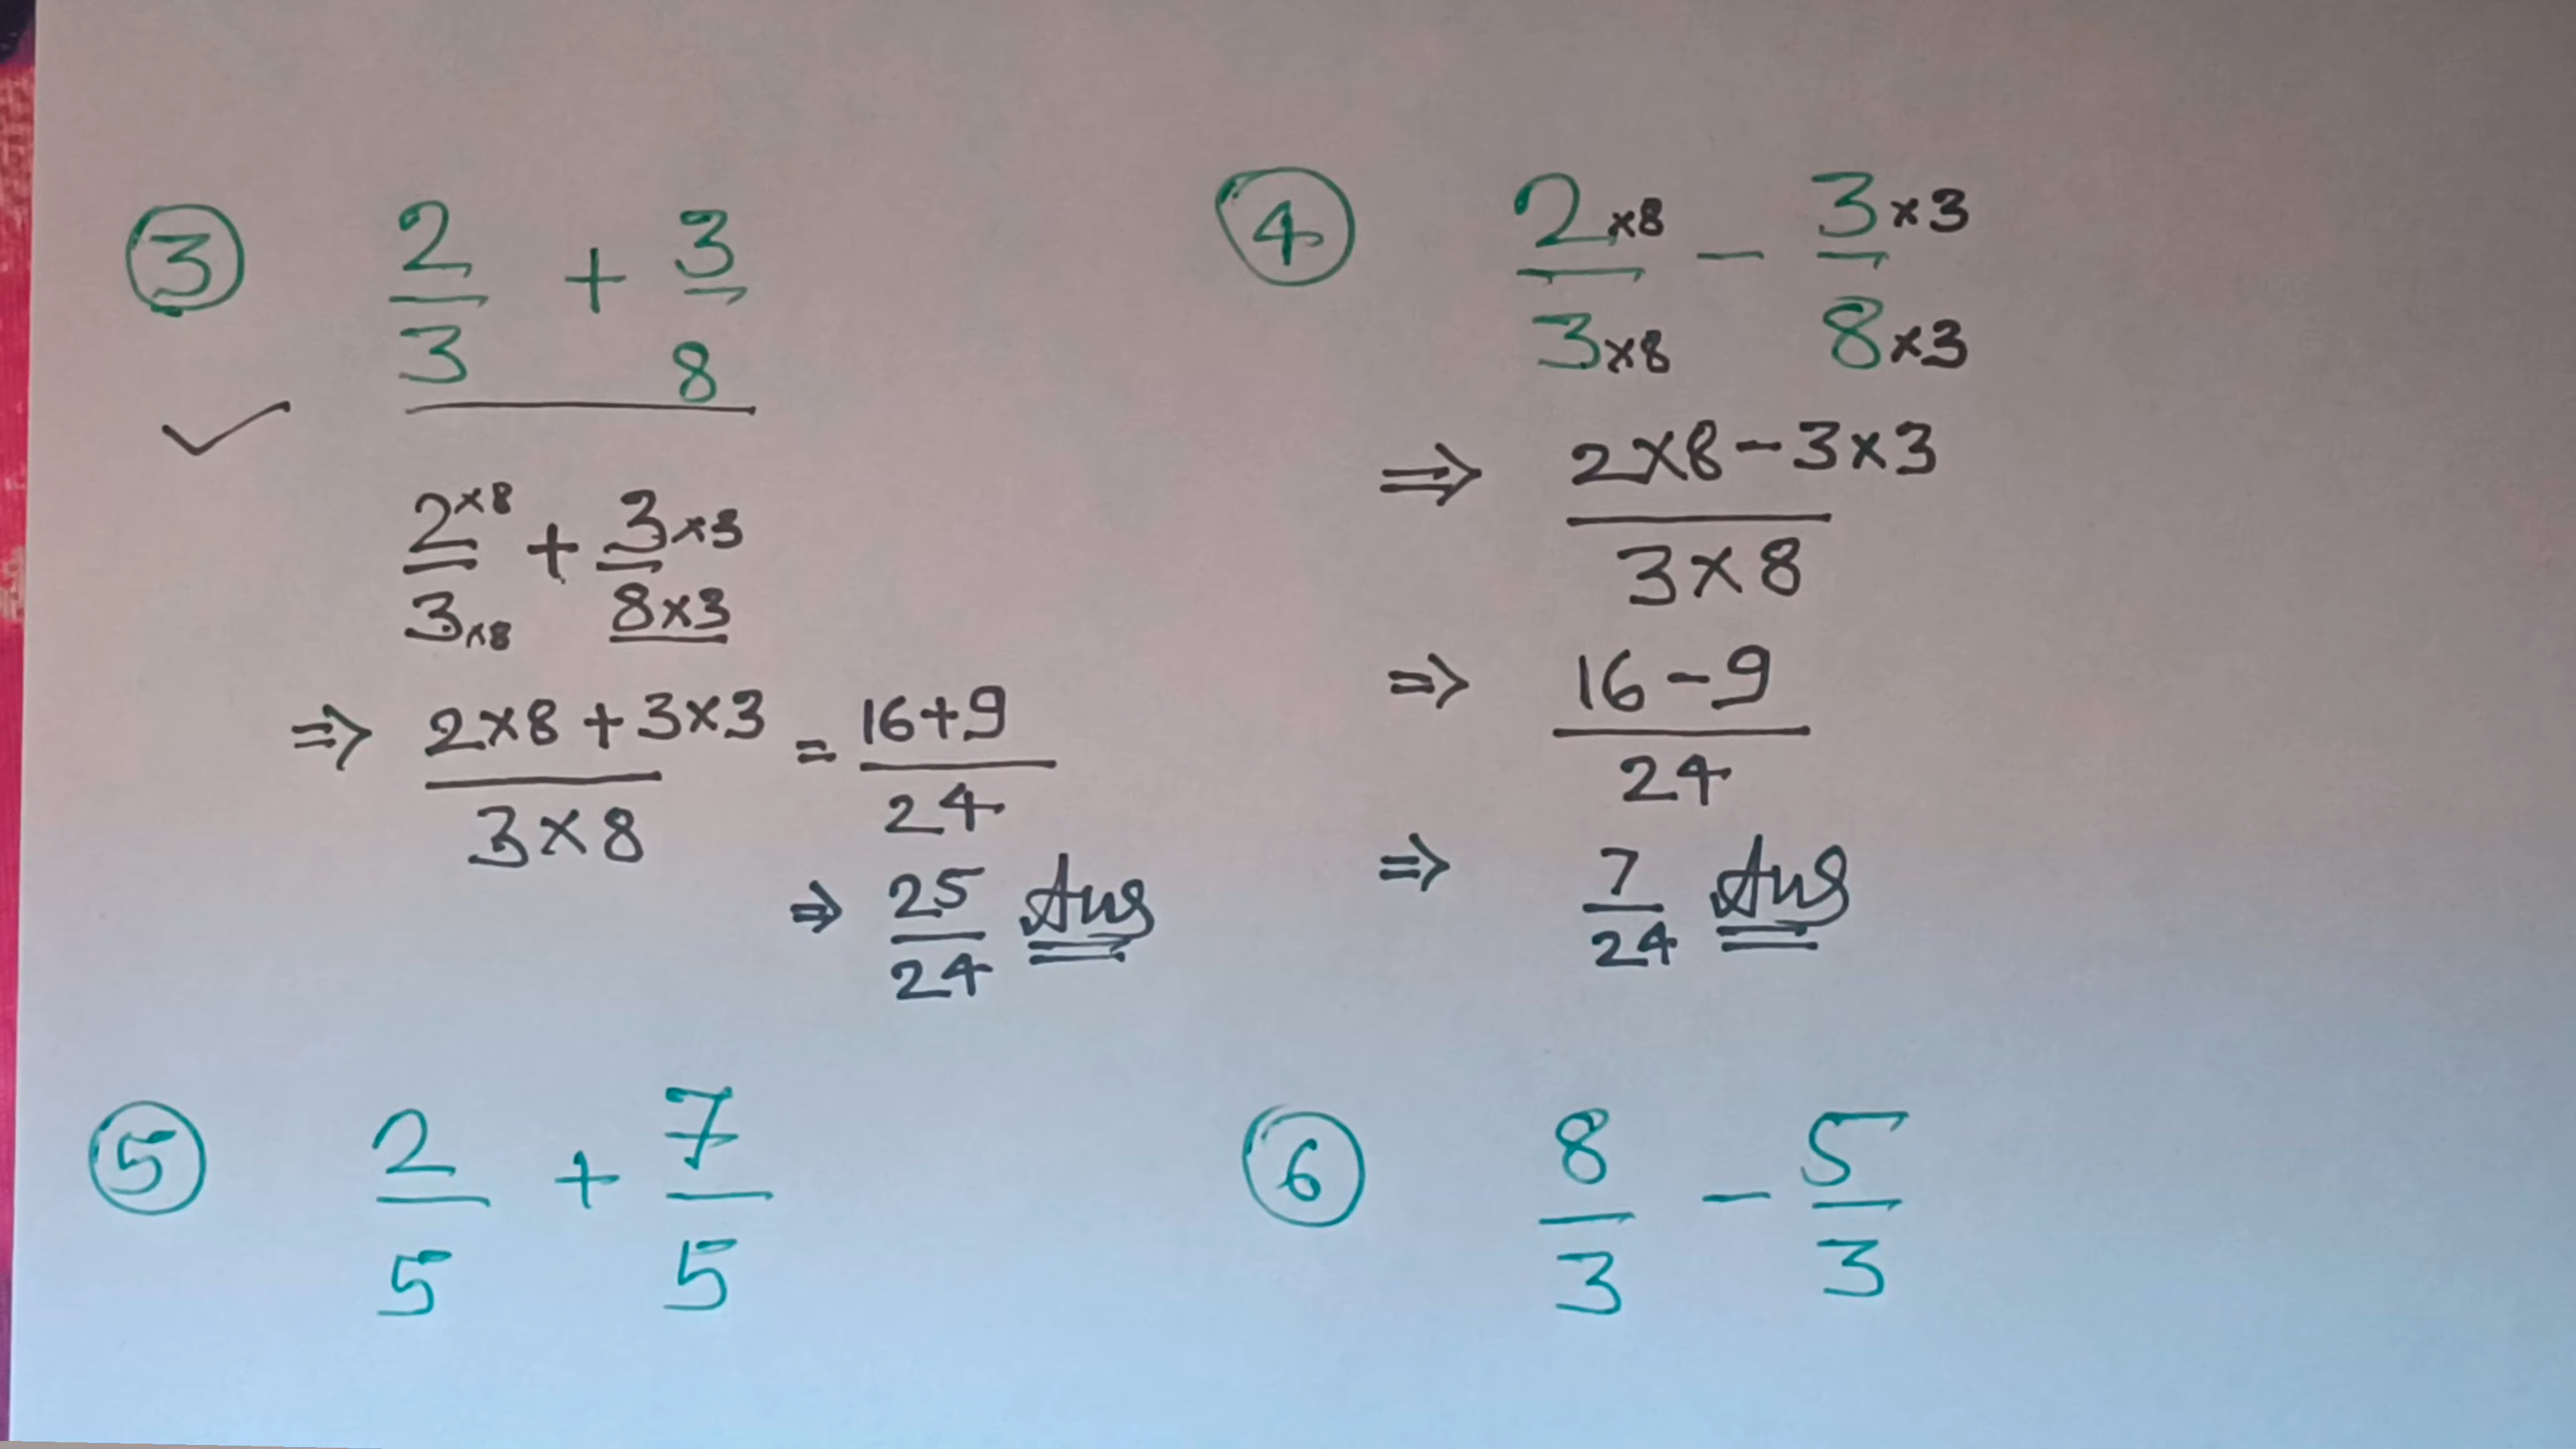 ③ 2/3 + 3/8
✓
2×8/3×8 + 3×3/8×3
⇒ 2×8+3×3/3×8 = 16+9/24
⇒ 25/24 Ans
④ 2×8/3×8 − 3×3/8×3
⇒ 2×8−3×3/3×8
⇒ 16−9/24
⇒ 7/24 Ans
⑤ 2/5 + 7/5
⑥ 8/3 − 5/3